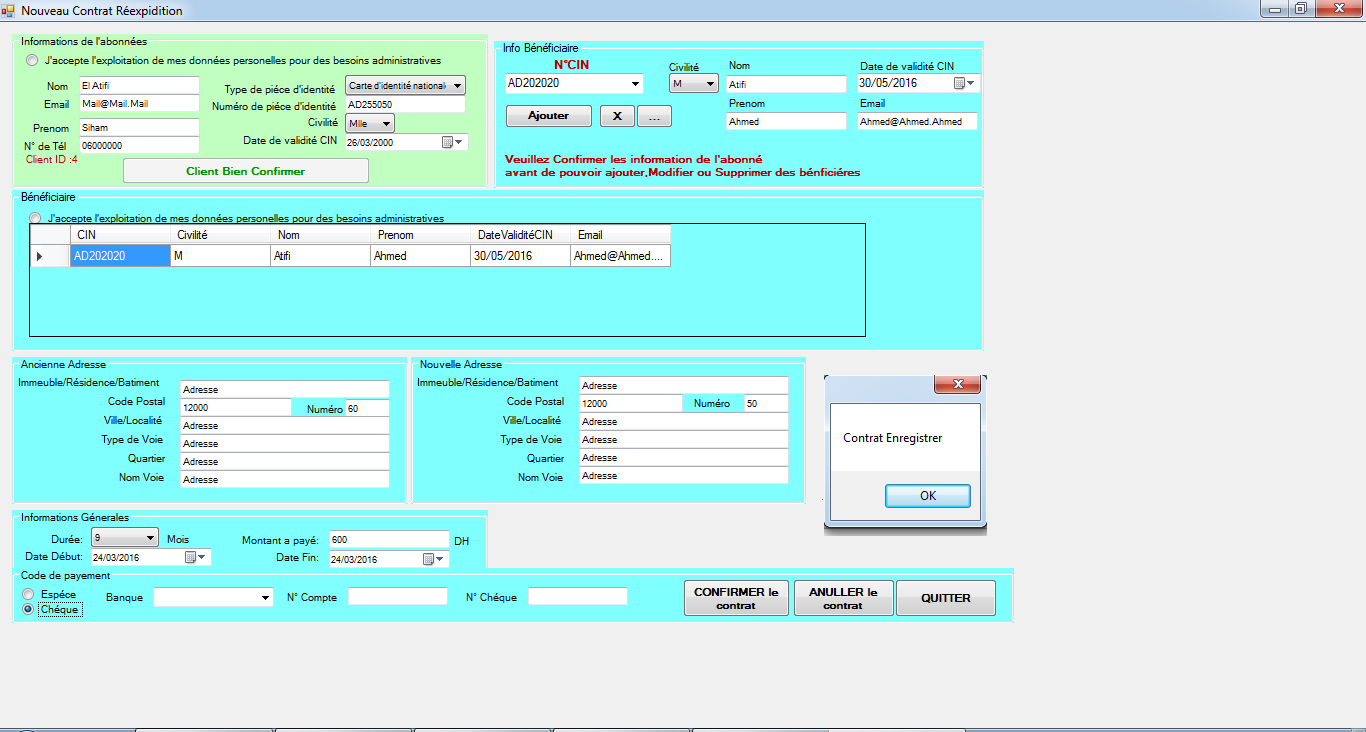 Nouveau Contrat Réexpidition
Informations de l'abonnées
J'accepte l'exploitation de mes données personelles pour des besoins administratives
Nom El Atifi
Email Mail@Mail.Mail
Prenom Siham
N° de Tél 06000000
Client ID :4
Type de piéce d'identité Carte d'identité national
Numéro de piéce d'identité AD255050
Civilité Mlle
Date de validité CIN 26/03/2000
Client Bien Confirmer
Info Bénéficiaire
N°CIN
AD202020
Civilité
M
Nom
Atifi
Date de validité CIN
30/05/2016
Prenom
Ahmed
Email
Ahmed@Ahmed.Ahmed
Ajouter X ...
Veuillez Confirmer les information de l'abonné
avant de pouvoir ajouter,Modifier ou Supprimer des bénficiéres
Bénéficiaire
J'accepte l'exploitation de mes données personelles pour des besoins administratives
CIN Civilité Nom Prenom DateValiditéCIN Email
AD202020 M Atifi Ahmed 30/05/2016 Ahmed@Ahmed....
Ancienne Adresse
Immeuble/Résidence/Batiment Adresse
Code Postal 12000 Numéro 60
Ville/Localité Adresse
Type de Voie Adresse
Quartier Adresse
Nom Voie Adresse
Nouvelle Adresse
Immeuble/Résidence/Batiment Adresse
Code Postal 12000 Numéro 50
Ville/Localité Adresse
Type de Voie Adresse
Quartier Adresse
Nom Voie Adresse
Contrat Enregistrer
OK
Informations Génerales
Durée: 9 Mois Montant a payé: 600 DH
Date Début: 24/03/2016 Date Fin: 24/03/2016
Code de payement
Espéce
Chéque
Banque N° Compte N° Chéque
CONFIRMER le
contrat
ANULLER le
contrat
QUITTER